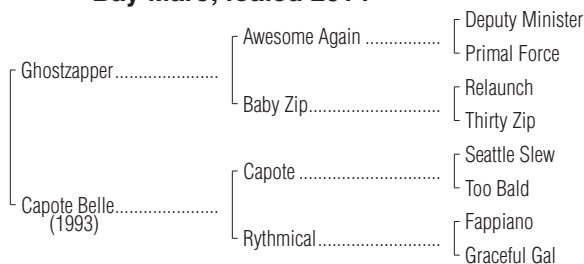 Deputy Minister
Awesome Again ................
Primal Force
Ghostzapper......................
Relaunch
Baby Zip............................
Thirty Zip
Seattle Slew
Capote ..............................
Too Bald
Capote Belle......................
(1993)
Fappiano
Rythmical..........................
Graceful Gal